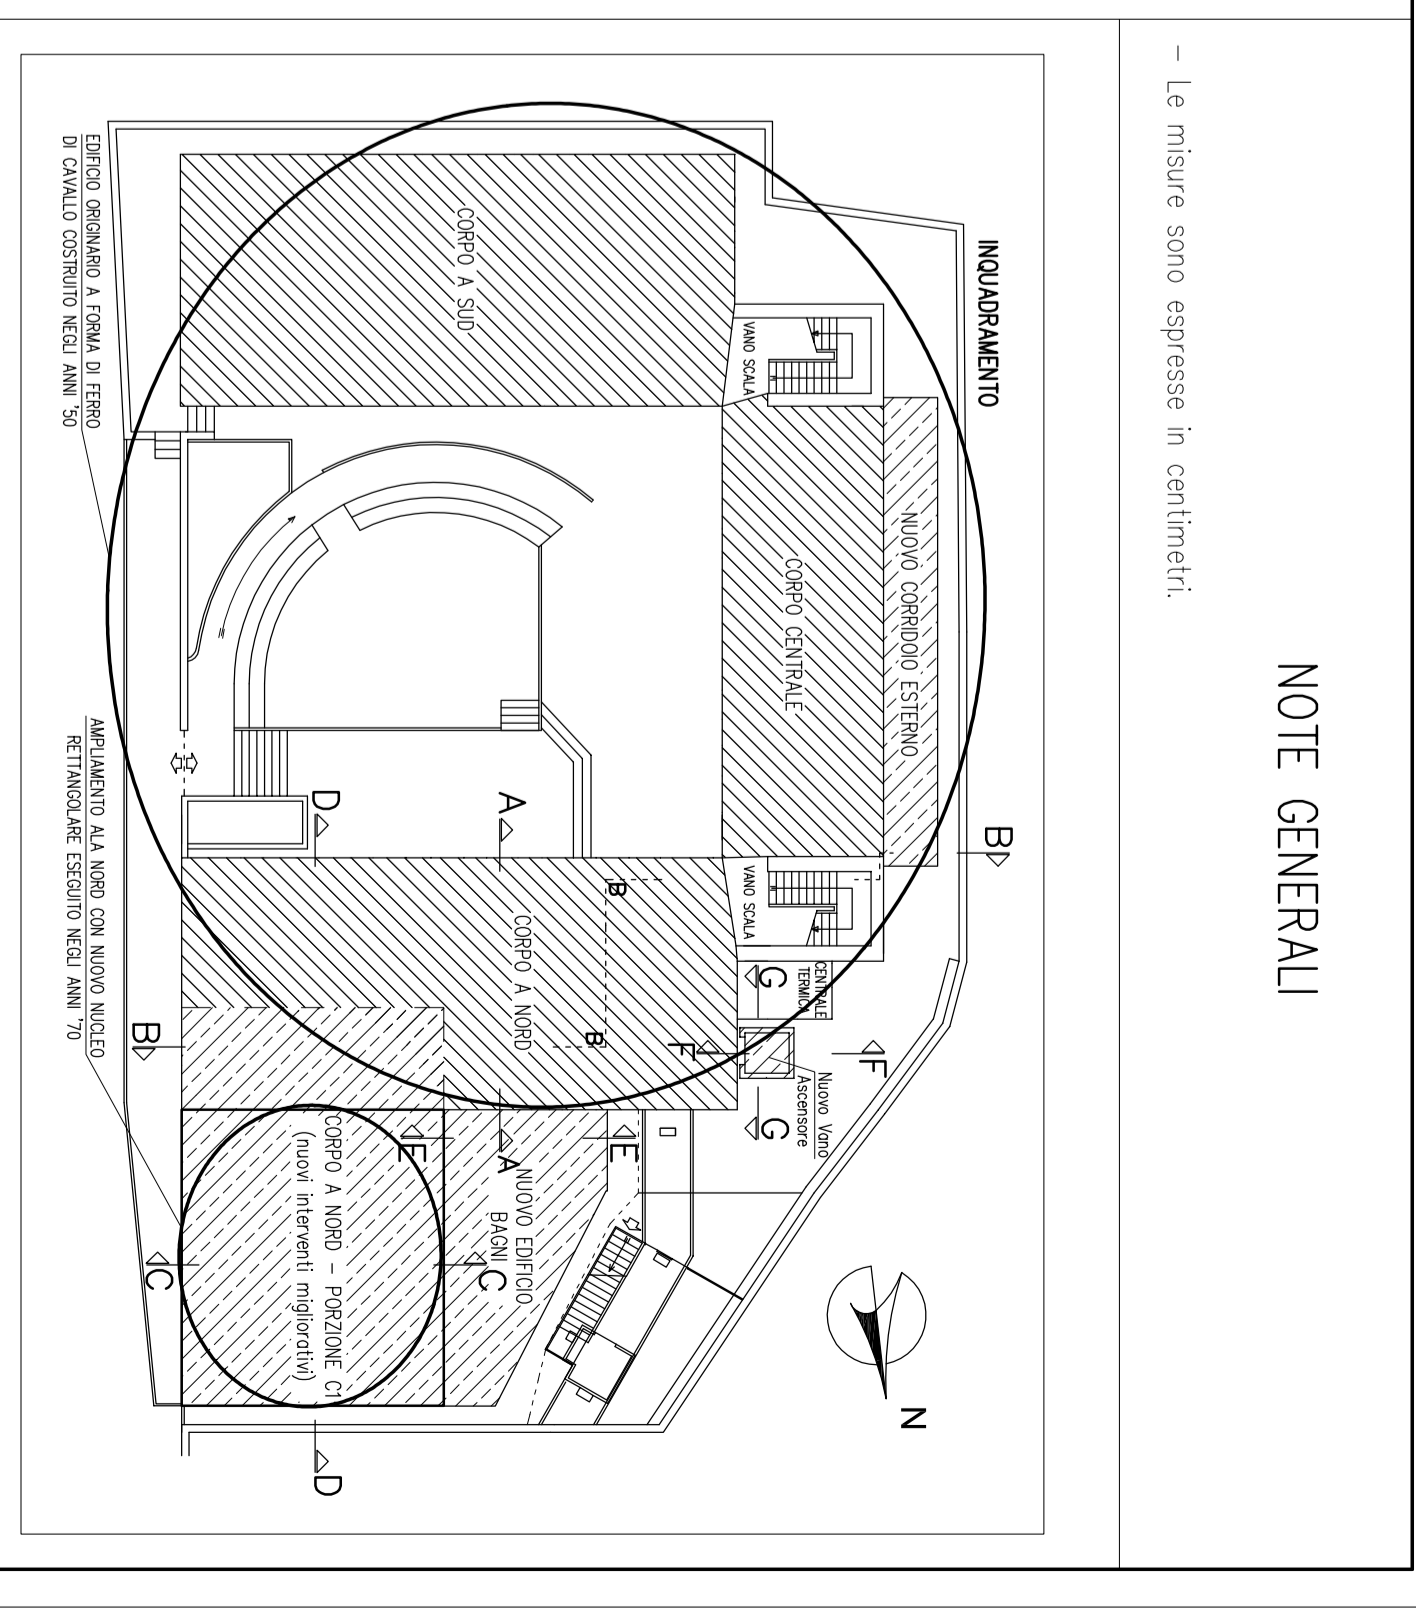 NOTE GENERALI
- Le misure sono espresse in centimetri.
INQUADRAMENTO
B
N
NUOVO CORRIDOIO ESTERNO
VANO SCALA
CORPO CENTRALE
VANO SCALA
CENTRALE
TERMICA
G
F
F
Nuovo Vano
Ascensore
G
CORPO A SUD
CORPO A NORD
B
B
D
A
A
E
E
NUOVO EDIFICIO
BAGNI
C
C
CORPO A NORD - PORZIONE C1
(nuovi interventi migliorativi)
B
D
EDIFICIO ORIGINARIO A FORMA DI FERRO
DI CAVALLO COSTRUITO NEGLI ANNI '50
AMPLIAMENTO ALA NORD CON NUOVO NUCLEO
RETTANGOLARE ESEGUITO NEGLI ANNI '70